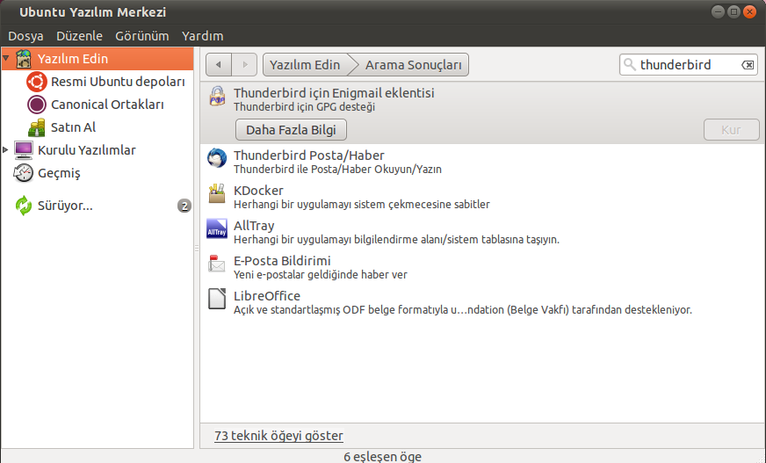 Ubuntu Yazılım Merkezi
Dosya Düzenle Görünüm Yardım
Yazılım Edin
Resmi Ubuntu depoları
Canonical Ortakları
Satın Al
Kurulu Yazılımlar
Geçmiş
Sürüyor... 2
Yazılım Edin Arama Sonuçları thunderbird
Thunderbird için Enigmail eklentisi
Thunderbird için GPG desteği
Daha Fazla Bilgi Kur
Thunderbird Posta/Haber
Thunderbird ile Posta/Haber Okuyun/Yazın
KDocker
Herhangi bir uygulamayı sistem çekmecesine sabitler
AllTray
AllTray
Herhangi bir uygulamayı bilgilendirme alanı/sistem tablasına taşıyın.
E-Posta Bildirimi
Yeni e-postalar geldiğinde haber ver
LibreOffice
Açık ve standartlaşmış ODF belge formatıyla u...ndation (Belge Vakfı) tarafından destekleniyor.
73 teknik öğeyi göster
6 eşleşen öge